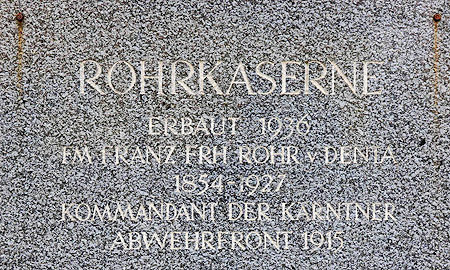 ROHRKASERNE
ERBAUT 1936
FM FRANZ FRH ROHR v DENTA
1854-1927
KOMMANDANT DER KÄRNTNER
ABWEHRFRONT 1915